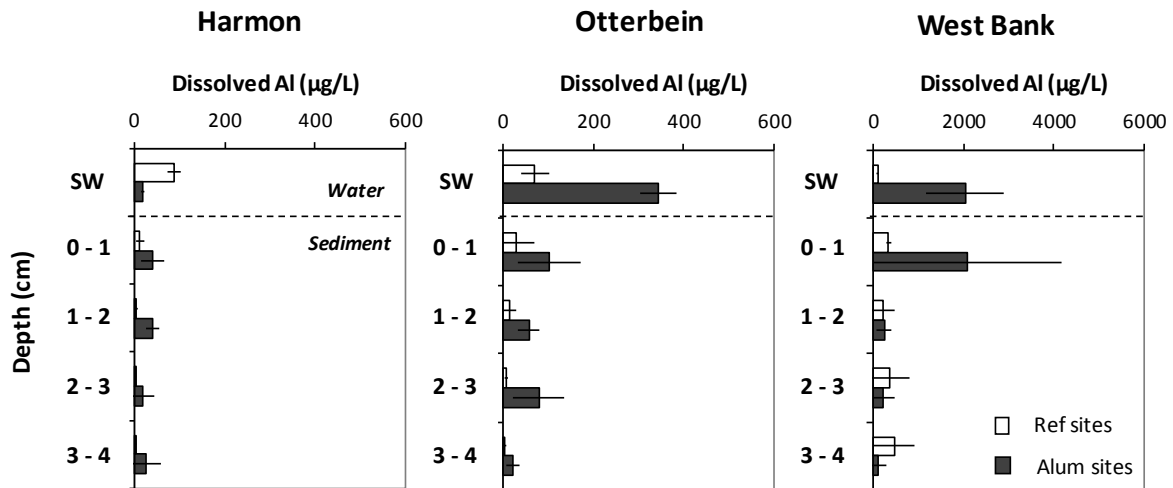 Harmon Otterbein West Bank
Dissolved Al (µg/L) Dissolved Al (µg/L) Dissolved Al (µg/L)
0 200 400 600 0 200 400 600 0 2000 4000 6000
SW Water SW SW
0 - 1 Sediment 0 - 1 0 - 1
Depth (cm)
1 - 2 1 - 2 1 - 2
2 - 3 2 - 3 2 - 3
Ref sites
3 - 4 3 - 4 3 - 4
Alum sites